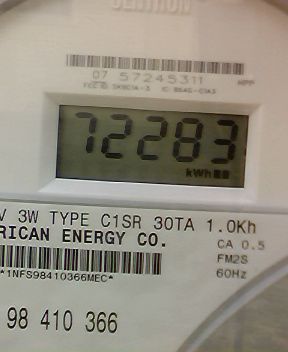 CENTRON
07 57245311
72283
kWh
V 3W TYPE C1SR 30TA 1.0Kh
RICAN ENERGY CO.
CA 0.5
FM2S
60Hz
*1NFS98410366MEC*
98 410 366